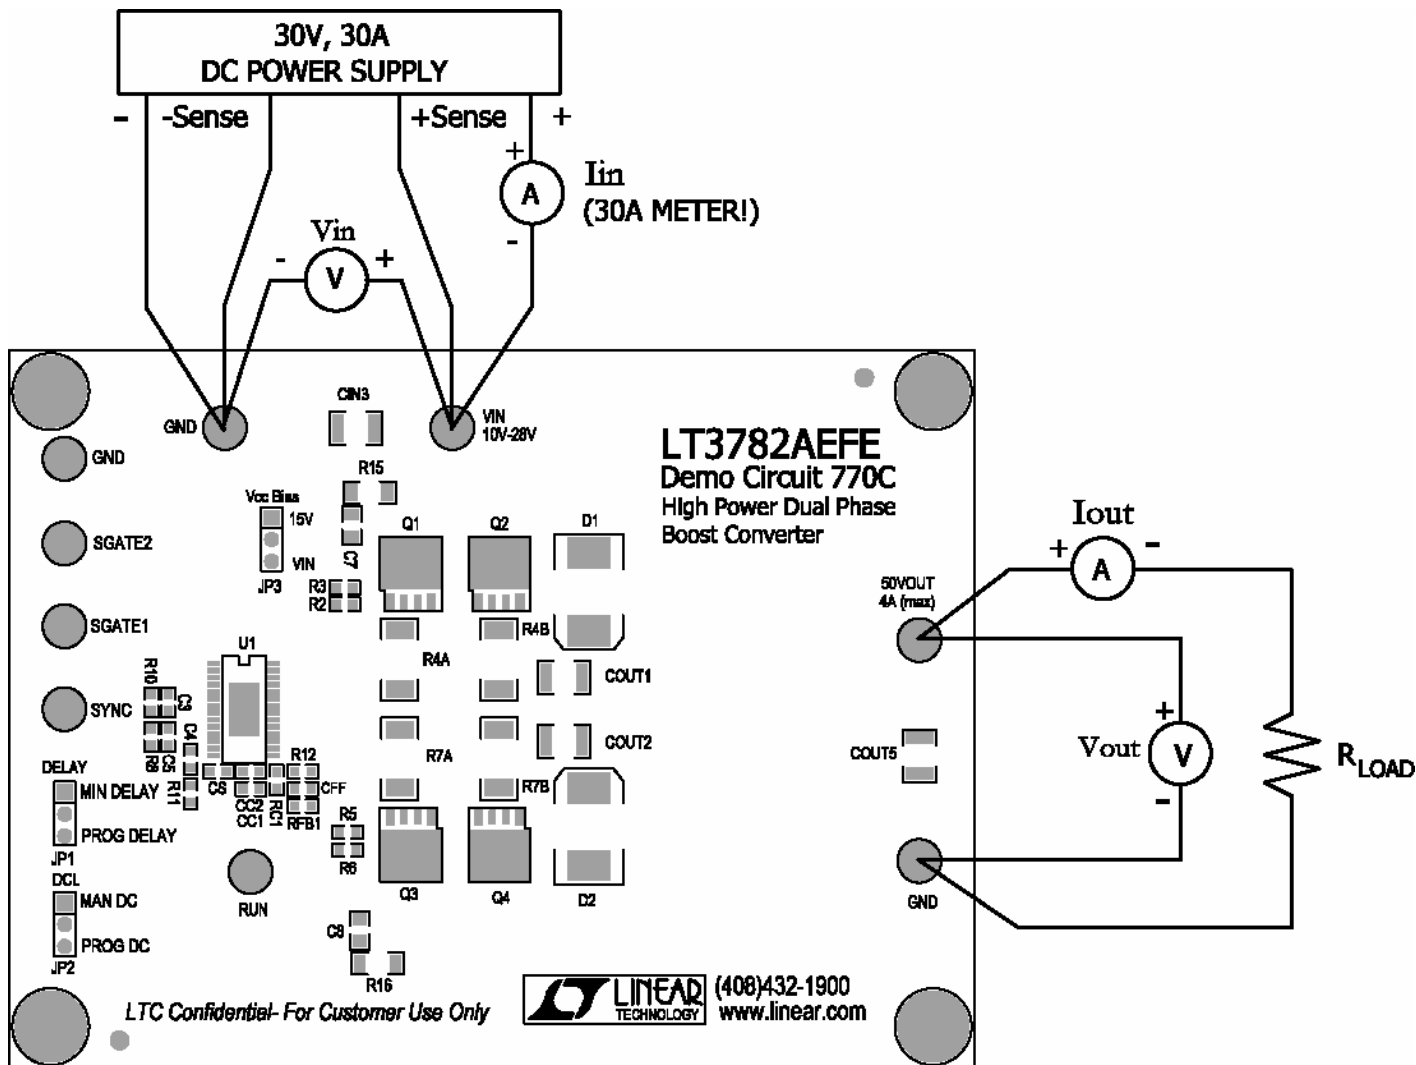 30V, 30A
DC POWER SUPPLY
- -Sense +Sense +
+
Iin
A
(30A METER!)
-
Vin
- V +
CIN3
GND
VIN
10V-28V
GND
LT3782AEFE
Demo Circuit 770C
High Power Dual Phase
Boost Converter
R15
Vcc Bias
15V
VIN
JP3
C7
Q1
Q2
D1
SGATE2
R3
R2
Iout
+ A -
50VOUT
4A (max)
SGATE1
U1
R4A
R4B
COUT1
R10
C3
SYNC
R9
C5
C4
R11
COUT2
COUT5
+
Vout
V
-
RLOAD
DELAY
MIN DELAY
PROG DELAY
JP1
C6
CC2
CC1
RC1
R12
CFF
RFB1
R7A
R7B
R5
R6
DCL
MAN DC
PROG DC
JP2
RUN
Q3
Q4
D2
GND
C8
R16
LTC Confidential- For Customer Use Only
LINEAR
TECHNOLOGY
(408)432-1900
www.linear.com